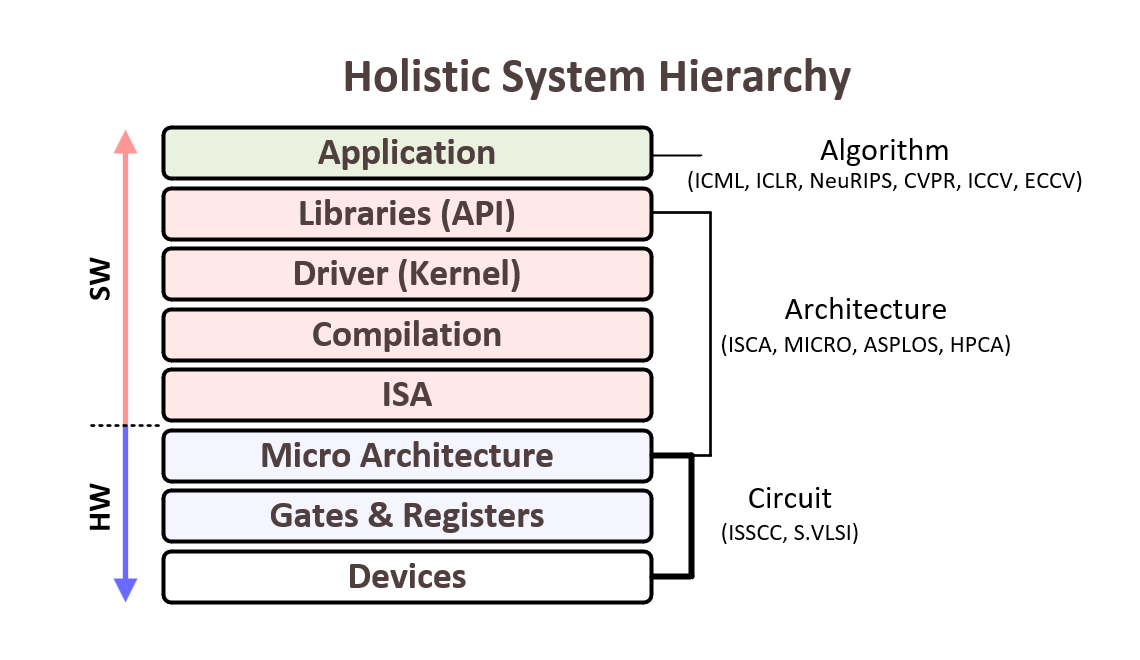 Holistic System Hierarchy
Application
Algorithm
(ICML, ICLR, NeuRIPS, CVPR, ICCV, ECCV)
Libraries (API)
SW
Driver (Kernel)
Architecture
(ISCA, MICRO, ASPLOS, HPCA)
Compilation
ISA
Micro Architecture
HW
Gates & Registers
Circuit
(ISSCC, S.VLSI)
Devices